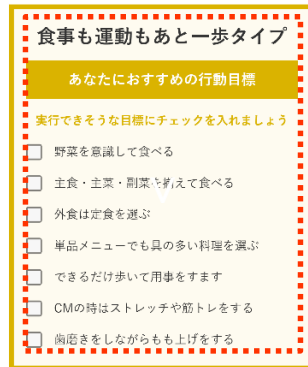 食事も運動もあと一歩タイプ
あなたにおすすめの行動目標
実行できそうな目標にチェックを入れましょう
野菜を意識して食べる
主食・主菜・副菜を揃えて食べる
外食は定食を選ぶ
単品メニューでも具の多い料理を選ぶ
できるだけ歩いて用事をすます
CMの時はストレッチや筋トレをする
歯磨きをしながらもも上げをする